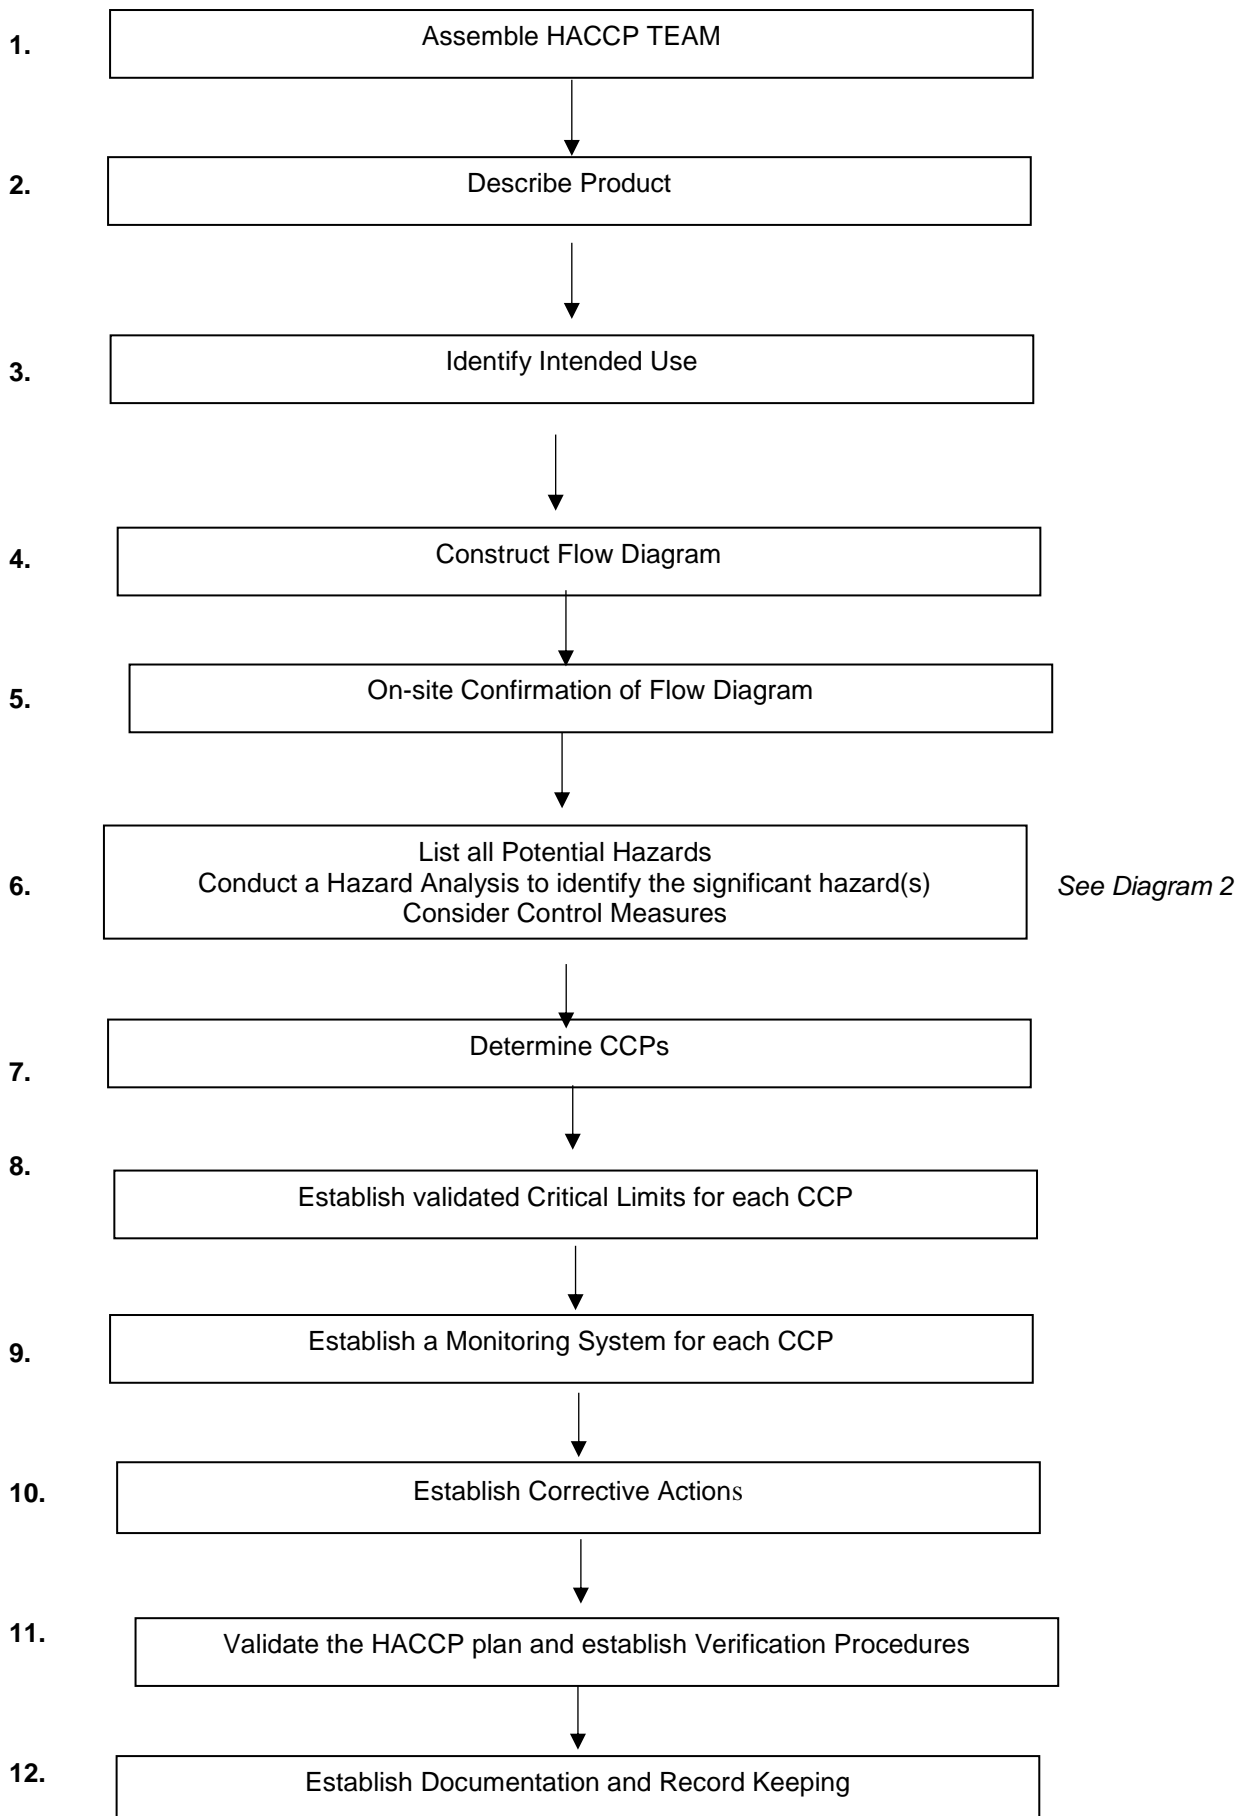 1. Assemble HACCP TEAM
2. Describe Product
3. Identify Intended Use
4. Construct Flow Diagram
5. On-site Confirmation of Flow Diagram
List all Potential Hazards
6. Conduct a Hazard Analysis to identify the significant hazard(s) See Diagram 2
Consider Control Measures
7. Determine CCPs
8. Establish validated Critical Limits for each CCP
9. Establish a Monitoring System for each CCP
10. Establish Corrective Actions
11. Validate the HACCP plan and establish Verification Procedures
12. Establish Documentation and Record Keeping